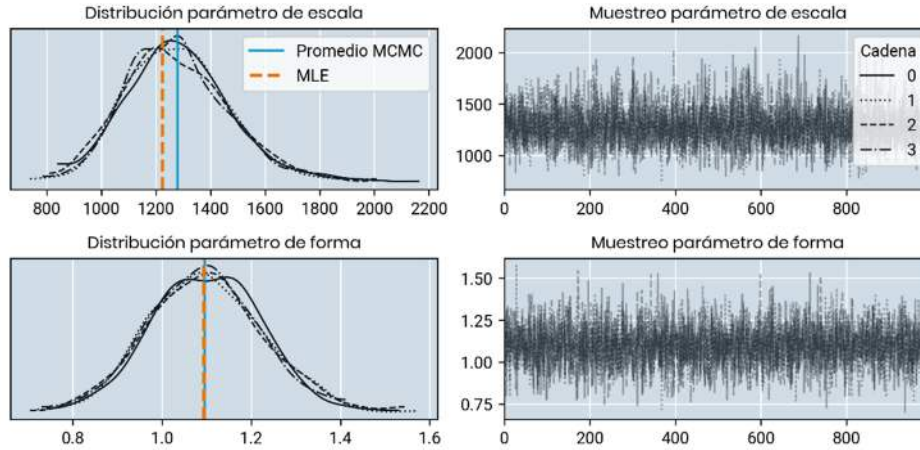 Distribución parámetro de escala
Promedio MCMC
MLE
800 1000 1200 1400 1600 1800 2000 2200
Muestreo parámetro de escala
2000
1500
1000
Cadena
0
1
2
3
0 200 400 600 800
Distribución parámetro de forma
0.8 1.0 1.2 1.4 1.6
Muestreo parámetro de forma
1.50
1.25
1.00
0.75
0 200 400 600 800